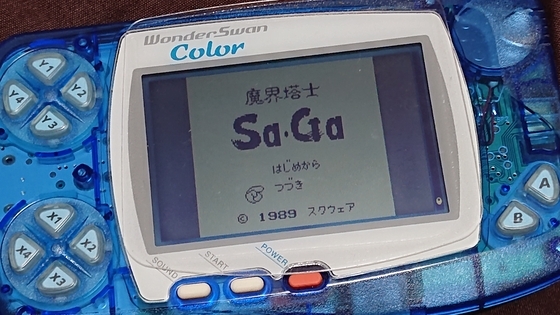 WonderSwan
Color
Y1
Y4
Y2
Y3
魔界塔士
Sa・Ga
はじめから
つづき
© 1989 スクウェア
X1
X4
X2
X3
A
B
SOUND
START
POWER